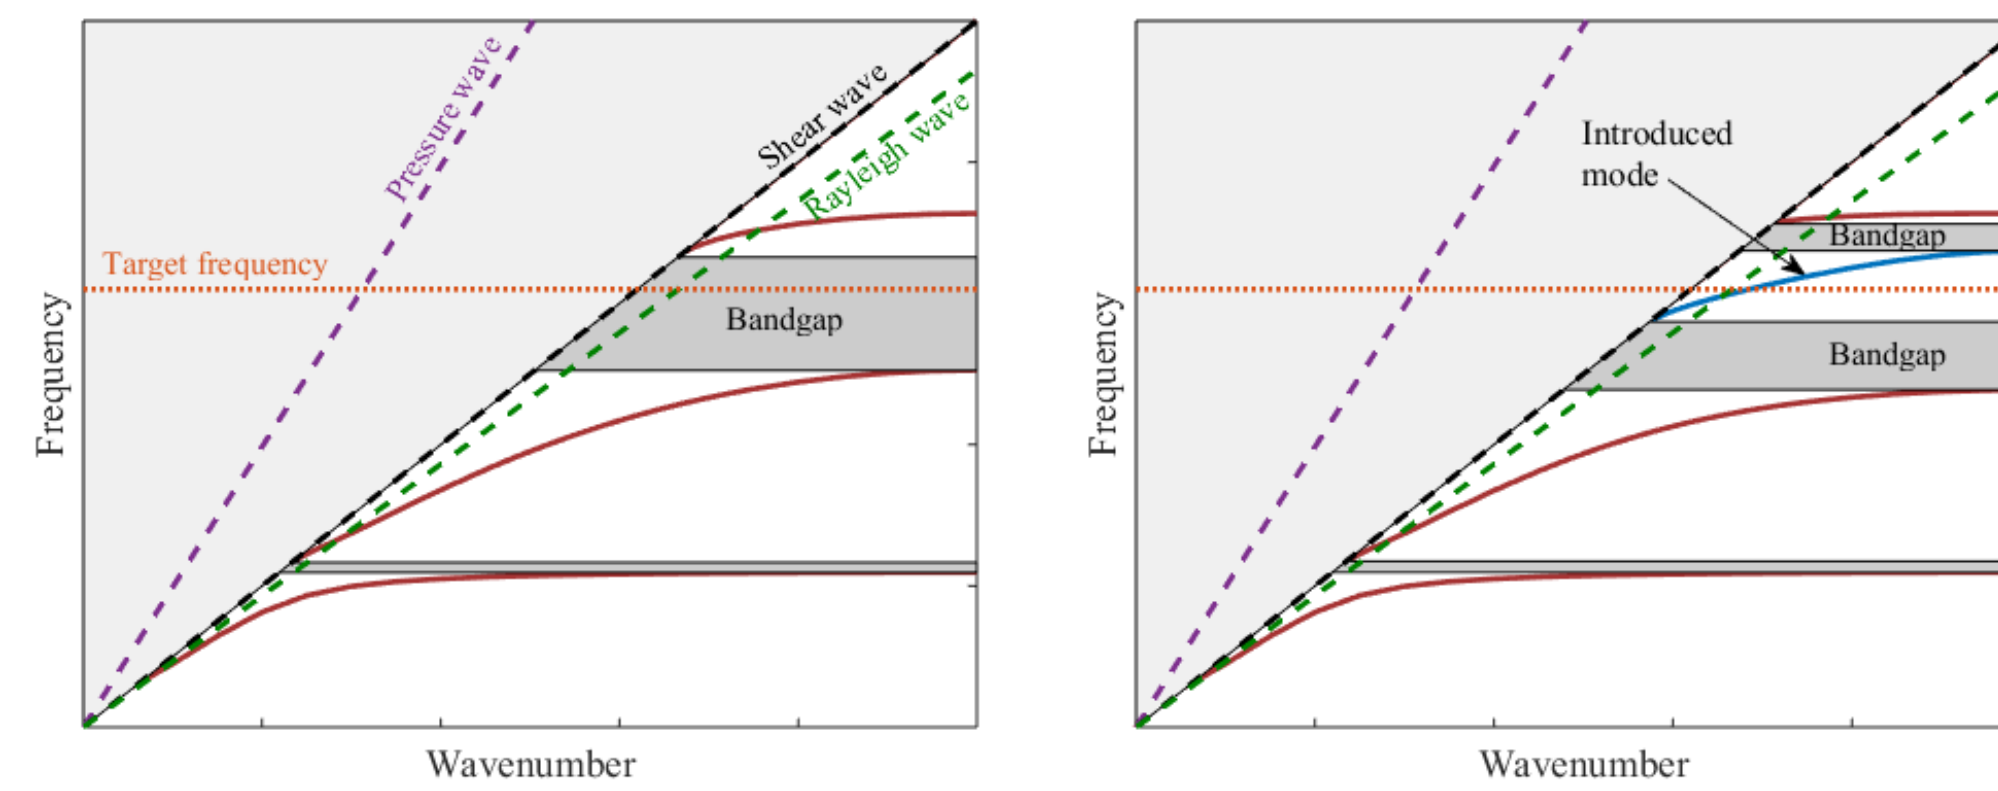 Pressure wave
Shear wave
Rayleigh wave
Target frequency
Bandgap
Frequency
Wavenumber
Introduced
mode
Bandgap
Bandgap
Frequency
Wavenumber